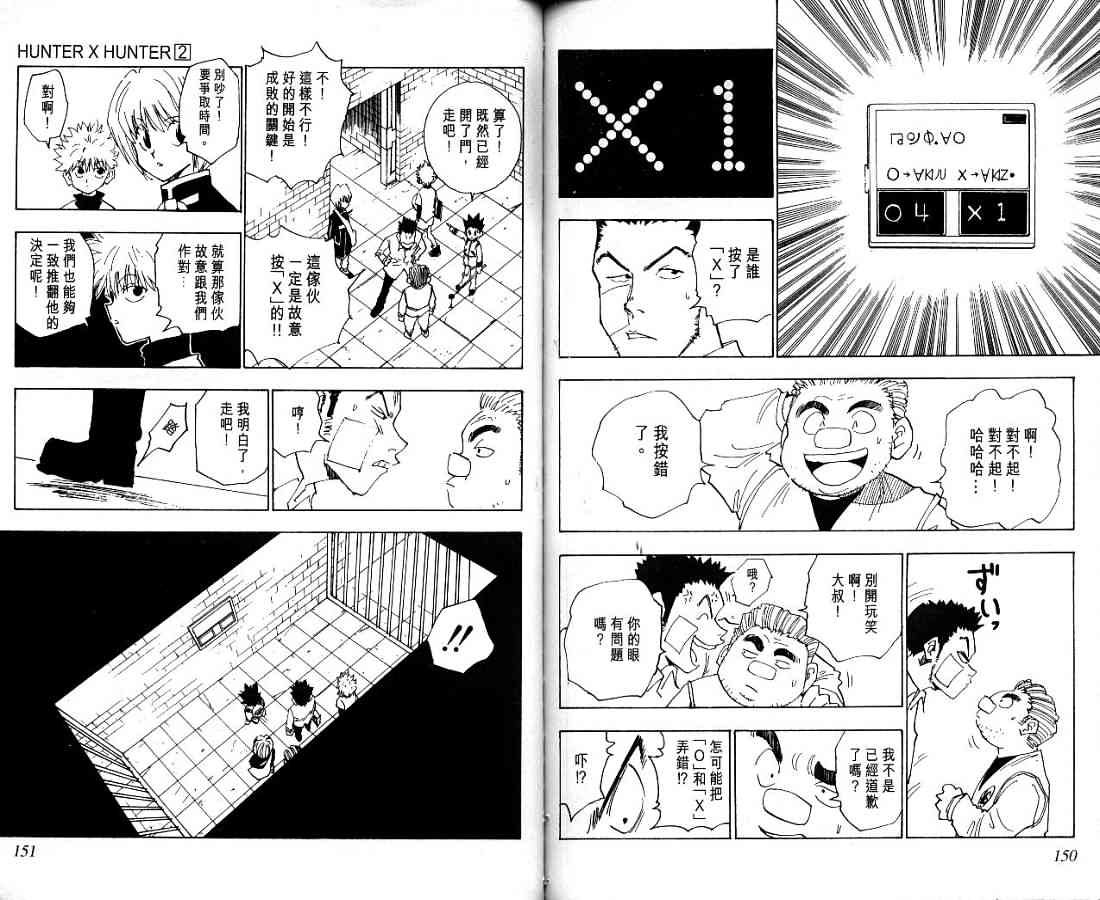 O 4
X 1
X 1
是誰
按了
「X」?
啊!
對不起!
對不起!
哈哈哈…
我按錯
了。
ずいっ
別開玩笑
啊!
大叔!
哦?
你的眼
有問題
嗎?
我不是
已經道歉
了嗎?
怎可能把
「O」和「X」
弄錯!?
吓!?
150
HUNTER X HUNTER 2
算了!
既然已經
開了門,
走吧!
不!
這樣不行!
好的開始是
成敗的關鍵!
這傢伙
一定是故意
按「X」的!!
別吵了!
要爭取時間。
對啊!
就算那傢伙
故意跟我們
作對…
我們也能夠
一致推翻他的
決定呢!
哼!
我明白了,
走吧!
踏
!!
151